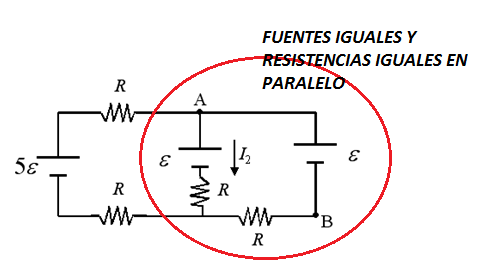 FUENTES IGUALES Y
RESISTENCIAS IGUALES EN
PARALELO
R
A
5ε
ε
I₂
ε
R
R
B
R